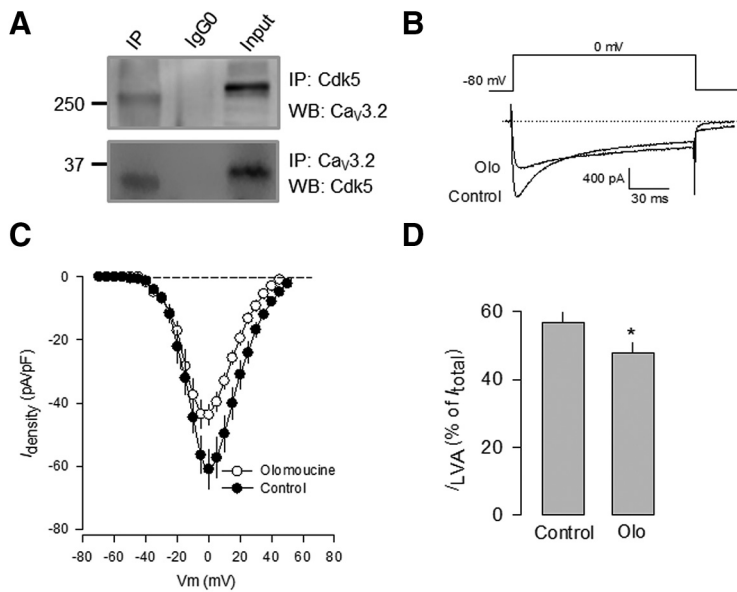 A
IP
IgG0
Input
250
IP: Cdk5
WB: CaV3.2
37
IP: CaV3.2
WB: Cdk5
B
0 mV
-80 mV
Olo
Control
400 pA
30 ms
C
0
-20
-40
-60
-80
Idensity (pA/pF)
Olomoucine
Control
-80 -60 -40 -20 0 20 40 60 80
Vm (mV)
D
60
40
20
0
ILVA (% of Itotal)
*
Control Olo